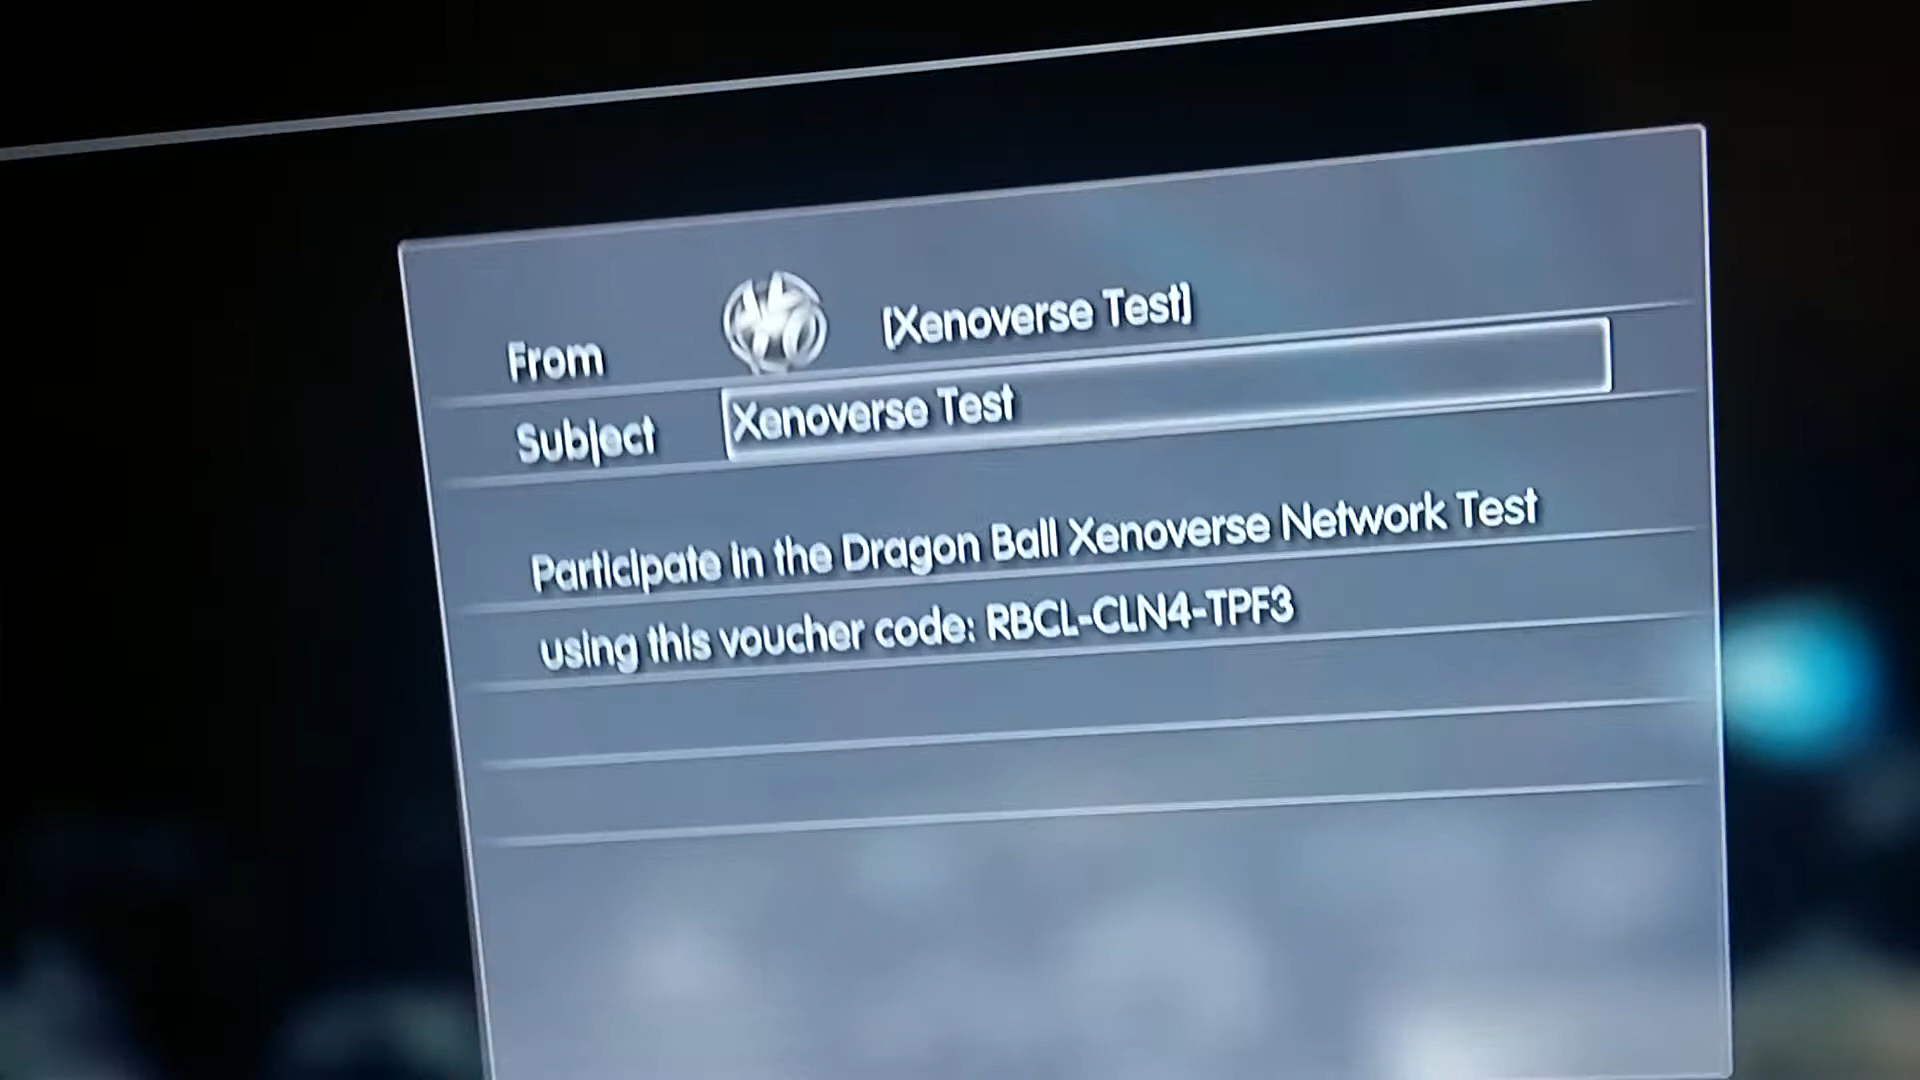 From [Xenoverse Test]
Subject Xenoverse Test
Participate in the Dragon Ball Xenoverse Network Test
using this voucher code: RBCL-CLN4-TPF3